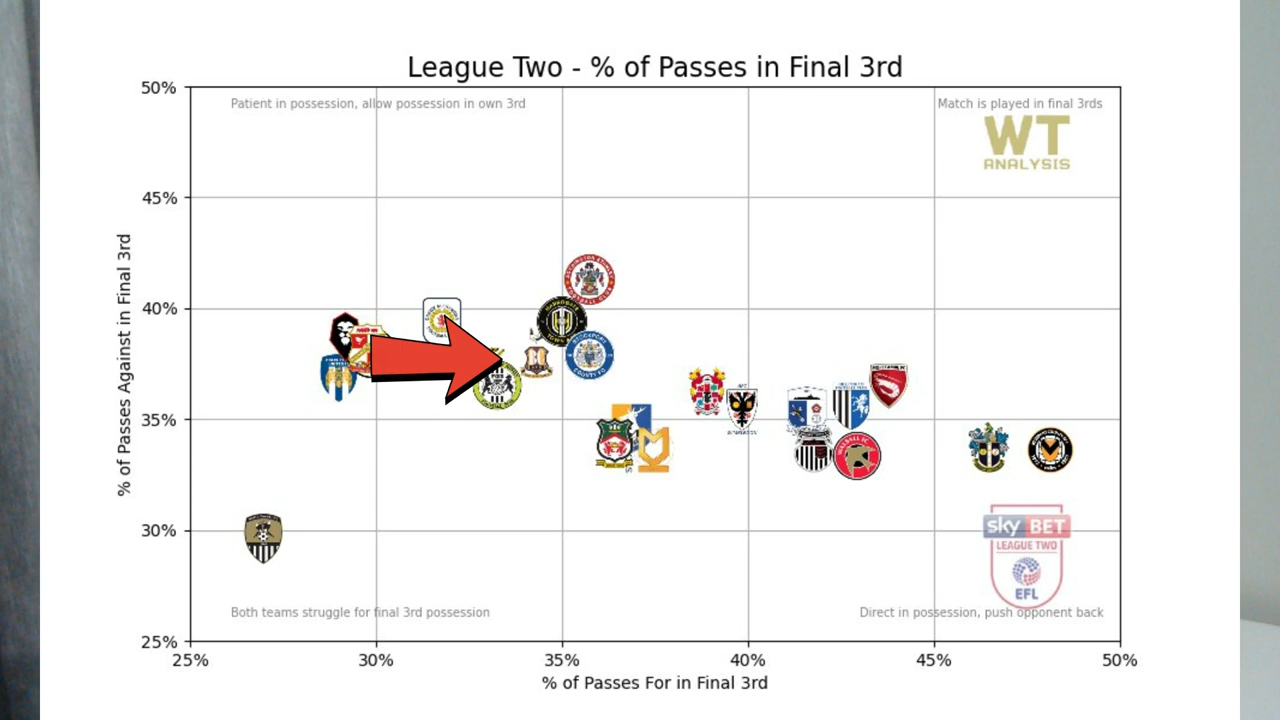 League Two - % of Passes in Final 3rd
50%
Patient in possession, allow possession in own 3rd
Match is played in final 3rds
WT
ANALYSIS
45%
40%
35%
30%
25%
% of Passes Against in Final 3rd
sky BET
LEAGUE TWO
EFL
Both teams struggle for final 3rd possession
Direct in possession, push opponent back
25%
30%
35%
40%
45%
50%
% of Passes For in Final 3rd